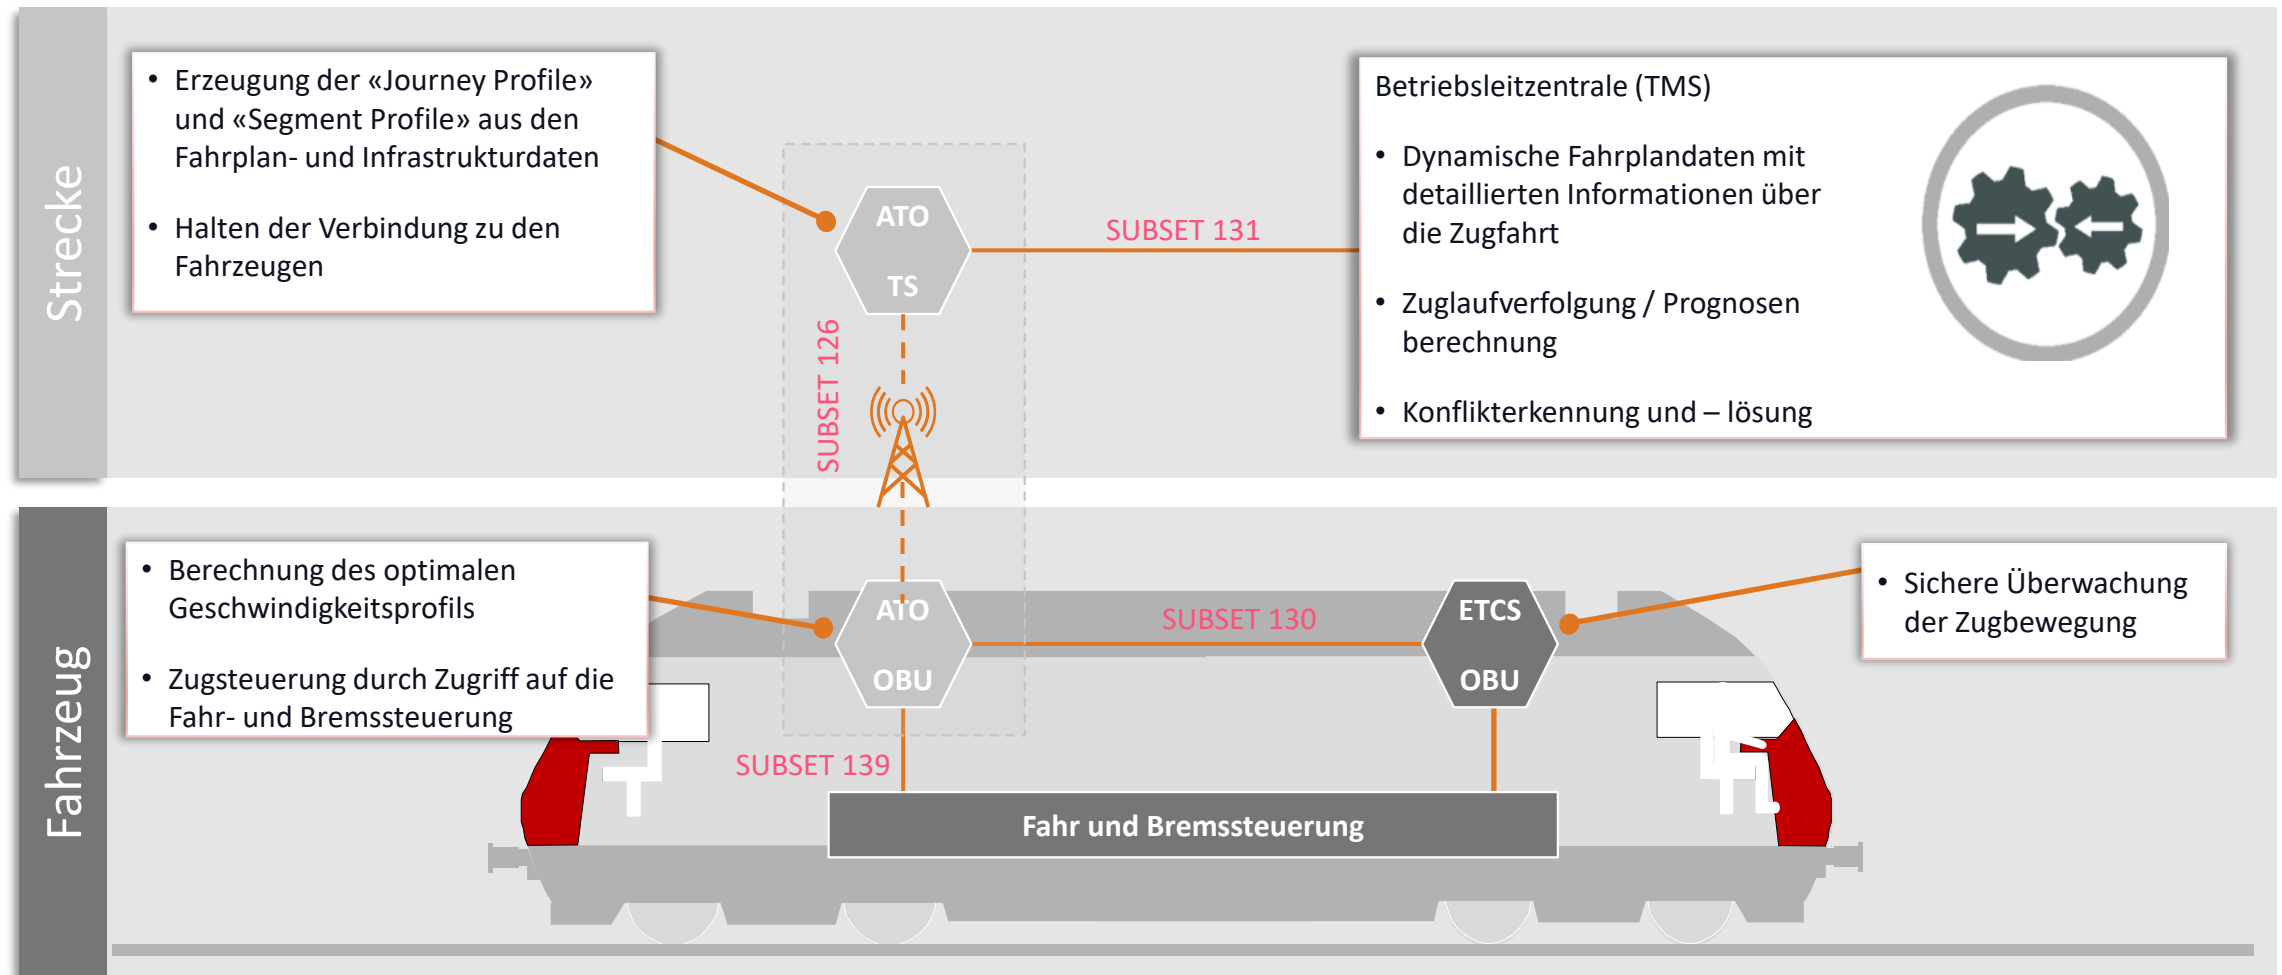 Strecke
• Erzeugung der «Journey Profile»
und «Segment Profile» aus den
Fahrplan- und Infrastrukturdaten
• Halten der Verbindung zu den
Fahrzeugen
ATO
TS
SUBSET 131
SUBSET 126
Betriebsleitzentrale (TMS)
• Dynamische Fahrplandaten mit
detaillierten Informationen über
die Zugfahrt
• Zuglaufverfolgung / Prognosen
berechnung
• Konflikterkennung und – lösung
Fahrzeug
• Berechnung des optimalen
Geschwindigkeitsprofils
• Zugsteuerung durch Zugriff auf die
Fahr- und Bremssteuerung
ATO
OBU
SUBSET 130
ETCS
OBU
• Sichere Überwachung
der Zugbewegung
SUBSET 139
Fahr und Bremssteuerung